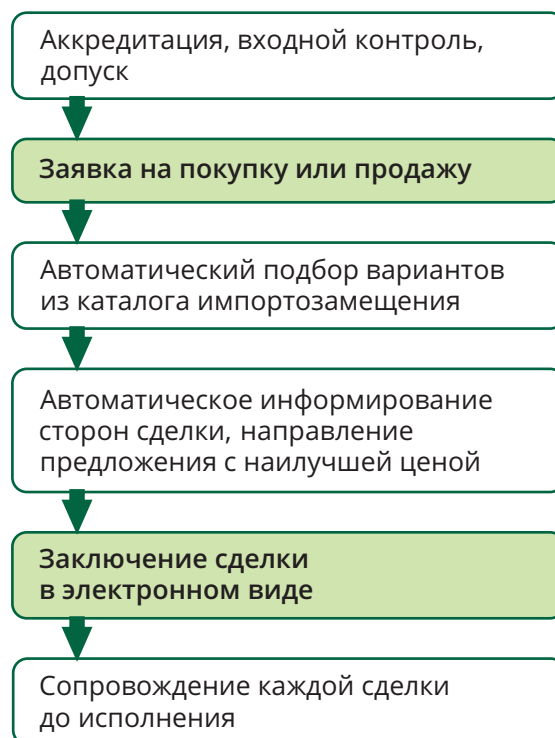 Аккредитация, входной контроль,
допуск
Заявка на покупку или продажу
Автоматический подбор вариантов
из каталога импортозамещения
Автоматическое информирование
сторон сделки, направление
предложения с наилучшей ценой
Заключение сделки
в электронном виде
Сопровождение каждой сделки
до исполнения